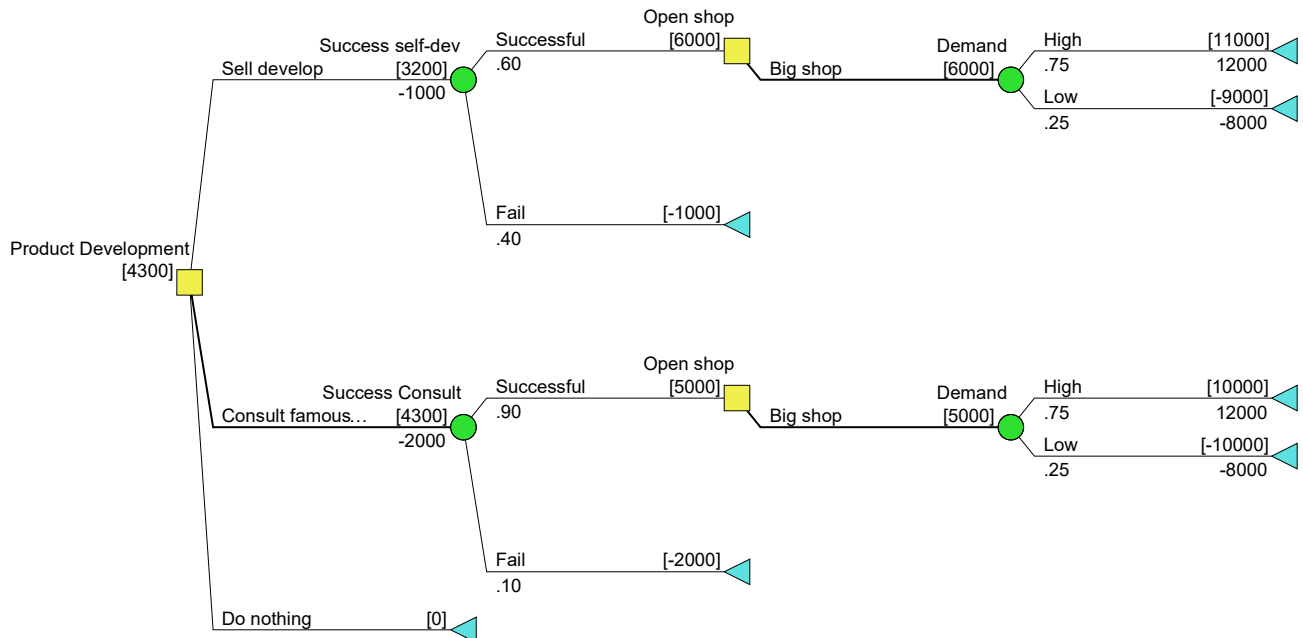 Open shop
Success self-dev Successful [6000] Demand High [11000]
Sell develop [3200] .60 Big shop [6000] .75 12000
-1000 Low [-9000]
.25 -8000
Fail [-1000]
.40
Product Development
[4300]
Open shop
Success Consult Successful [5000] Demand High [10000]
Consult famous… [4300] .90 Big shop [5000] .75 12000
-2000 Low [-10000]
.25 -8000
Fail [-2000]
.10
Do nothing [0]